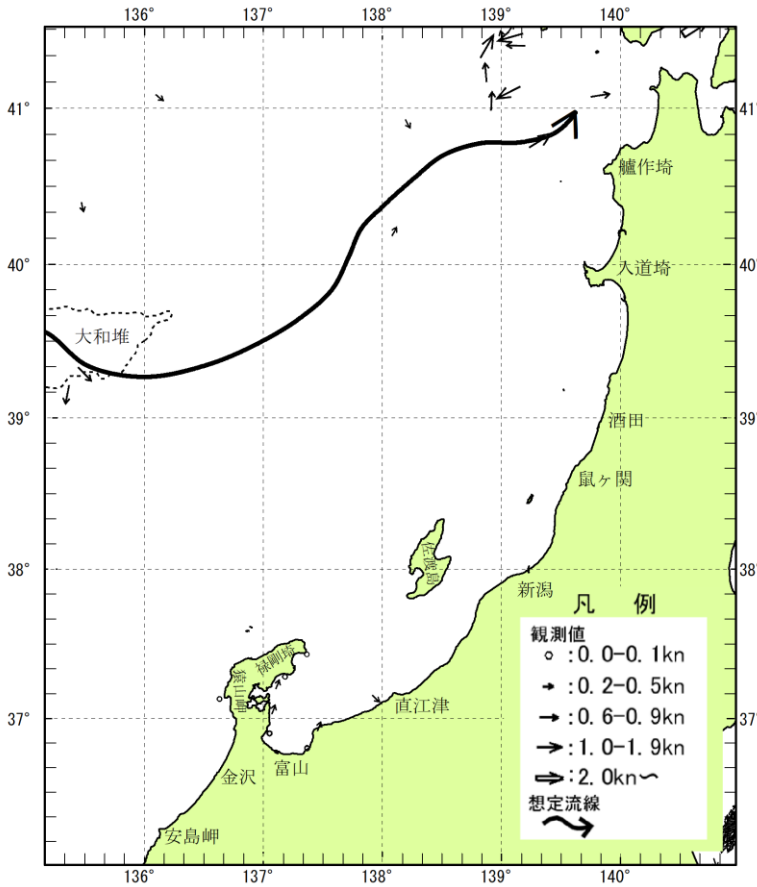 136° 137° 138° 139° 140°
41° 41°
艫作埼
40° 入道埼 40°
大和堆
39° 酒田 39°
鼠ヶ関
佐渡島
38° 新潟 38°
禄剛埼
猿山岬
37° 直江津 37°
富山
金沢
安島岬
凡 例
観測値
:0.0-0.1kn
:0.2-0.5kn
:0.6-0.9kn
:1.0-1.9kn
:2.0kn～
想定流線
136° 137° 138° 139° 140°